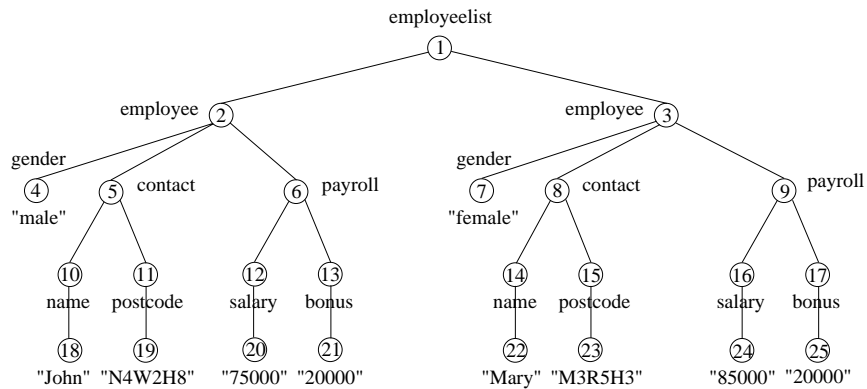 employeelist
1
employee 2 employee 3
gender gender
4 5 contact 6 payroll 7 8 contact 9 payroll
"male" "female"
10 11 12 13 14 15 16 17
name postcode salary bonus name postcode salary bonus
18 19 20 21 22 23 24 25
"John" "N4W2H8" "75000" "20000" "Mary" "M3R5H3" "85000" "20000"